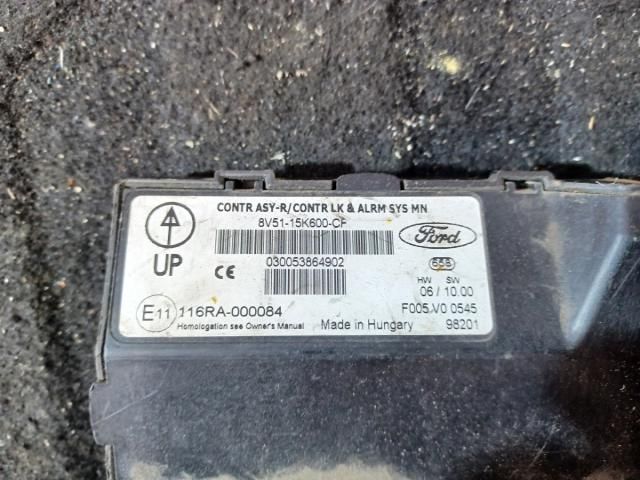 CONTR ASY-R/CONTR LK & ALRM SYS MN
8V51-15K600-CF
Ford
UP
CE
030053864902
HW SW
06 / 10.00
E11 116RA-000084
F005.V0 0545
Homologation see Owner's Manual
Made in Hungary
98201